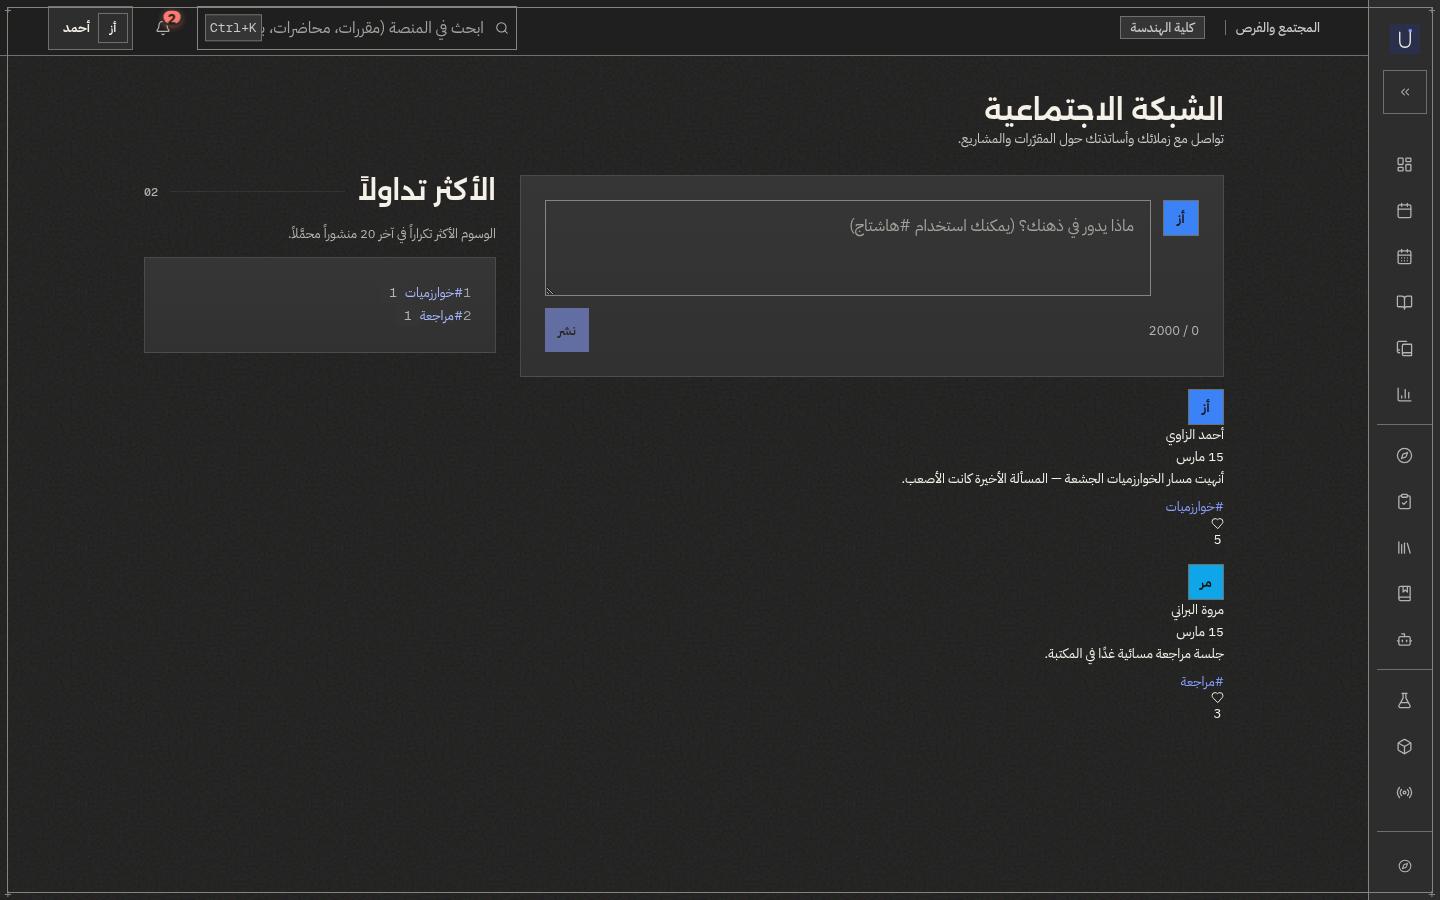 المجتمع والفرص
كلية الهندسة
ابحث في المنصة (مقررات، محاضرات،
Ctrl+K
2
أز
أحمد
الشبكة الاجتماعية
تواصل مع زملائك وأساتذتك حول المقرّرات والمشاريع.
أز
ماذا يدور في ذهنك؟ (يمكنك استخدام #هاشتاج)
0 / 2000
نشر
أز
أحمد الزاوي
15 مارس
أنهيت مسار الخوارزميات الجشعة — المسألة الأخيرة كانت الأصعب.
#خوارزميات
5
مر
مروة البراني
15 مارس
جلسة مراجعة مسائية غدًا في المكتبة.
#مراجعة
3
الأكثر تداولاً
02
الوسوم الأكثر تكراراً في آخر 20 منشوراً محمَّلاً.
1 #خوارزميات 1
2 #مراجعة 1